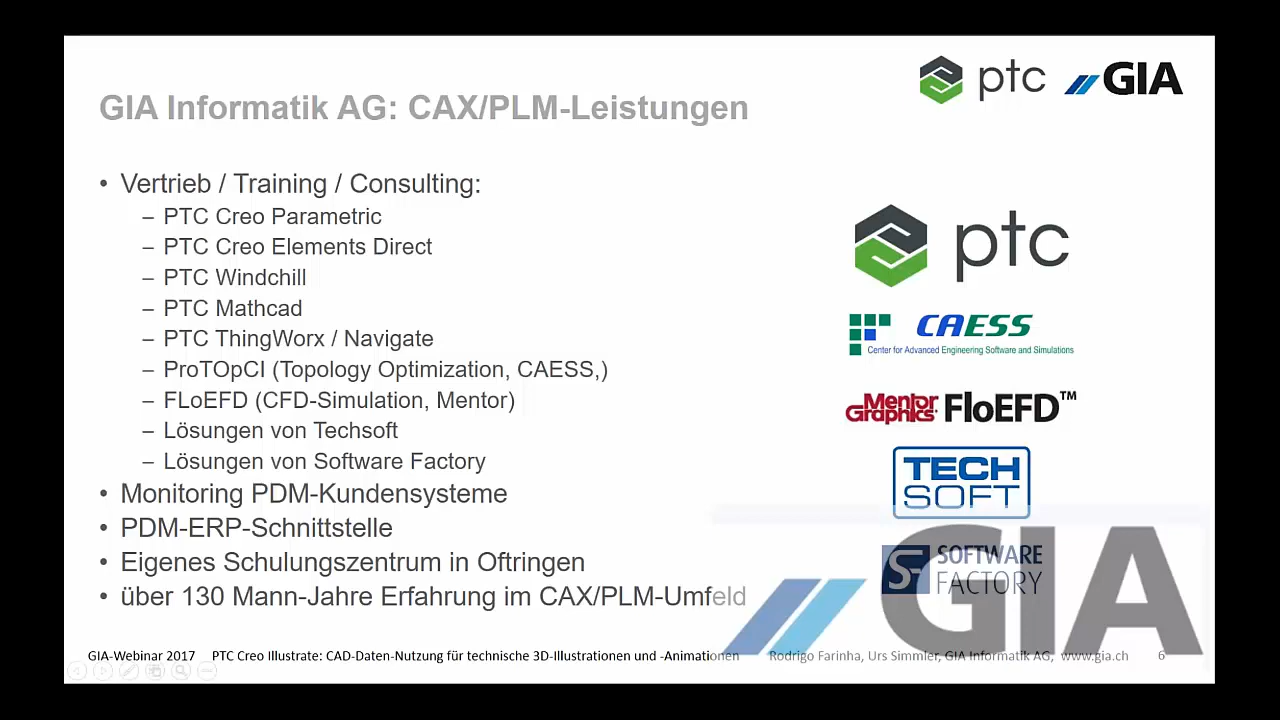 ptc GIA
GIA Informatik AG: CAX/PLM-Leistungen
• Vertrieb / Training / Consulting:
– PTC Creo Parametric
– PTC Creo Elements Direct
– PTC Windchill
– PTC Mathcad
– PTC ThingWorx / Navigate
– ProTOpCI (Topology Optimization, CAESS,)
– FLoEFD (CFD-Simulation, Mentor)
– Lösungen von Techsoft
– Lösungen von Software Factory
• Monitoring PDM-Kundensysteme
• PDM-ERP-Schnittstelle
• Eigenes Schulungszentrum in Oftringen
• über 130 Mann-Jahre Erfahrung im CAX/PLM-Umfeld
ptc
CAESS
Center for Advanced Engineering Software and Simulations
Mentor
Graphics FloEFD™
TECH
SOFT
SF SOFTWARE
FACTORY
GIA
GIA-Webinar 2017 PTC Creo Illustrate: CAD-Daten-Nutzung für technische 3D-Illustrationen und -Animationen Rodrigo Farinha, Urs Simmler, GIA Informatik AG, www.gia.ch 6